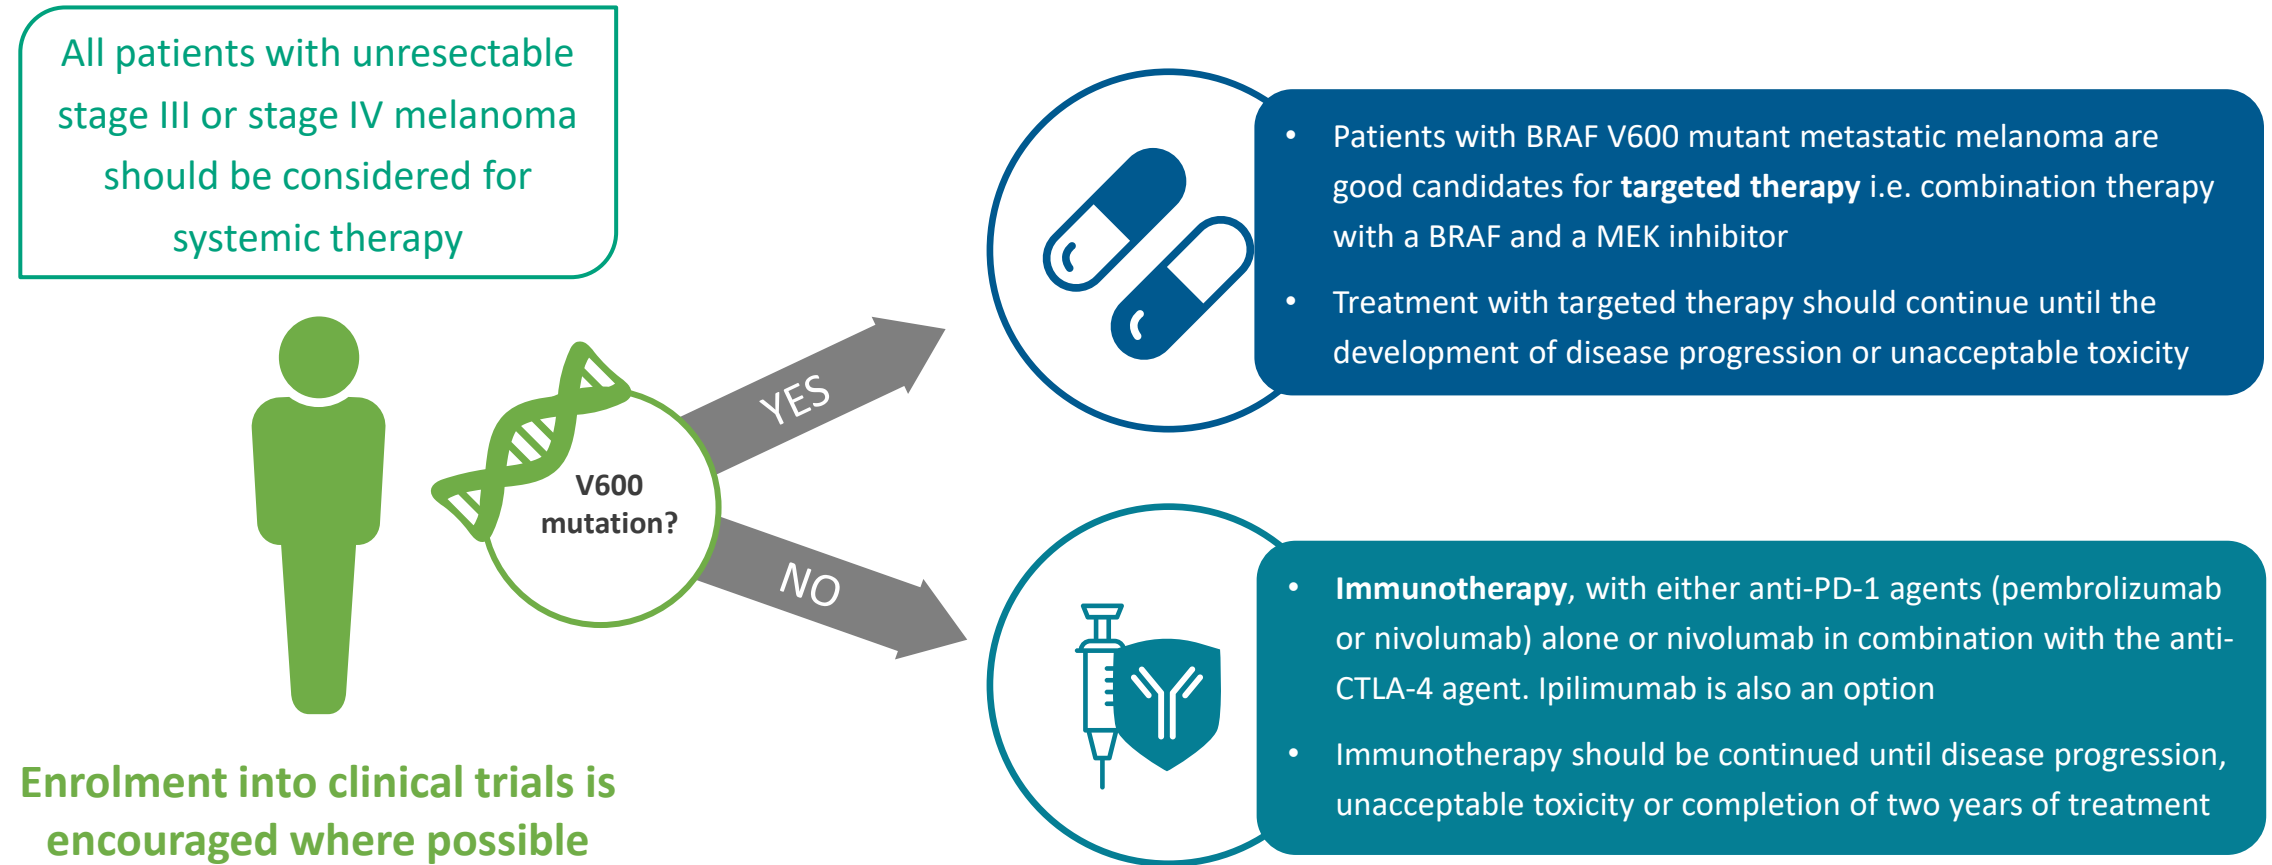 All patients with unresectable
stage III or stage IV melanoma
should be considered for
systemic therapy
V600
mutation?
YES
• Patients with BRAF V600 mutant metastatic melanoma are
good candidates for targeted therapy i.e. combination therapy
with a BRAF and a MEK inhibitor
• Treatment with targeted therapy should continue until the
development of disease progression or unacceptable toxicity
NO
• Immunotherapy, with either anti-PD-1 agents (pembrolizumab
or nivolumab) alone or nivolumab in combination with the anti-
CTLA-4 agent. Ipilimumab is also an option
• Immunotherapy should be continued until disease progression,
unacceptable toxicity or completion of two years of treatment
Enrolment into clinical trials is
encouraged where possible